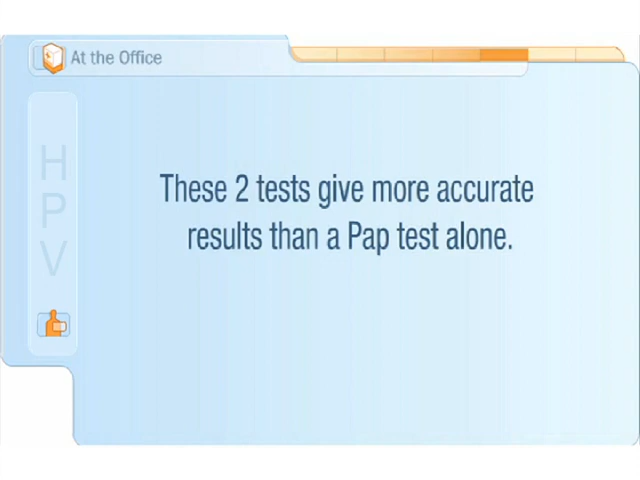 At the Office
H
P
V
These 2 tests give more accurate
results than a Pap test alone.